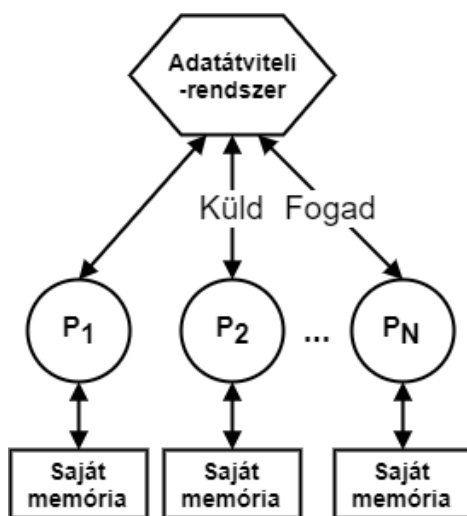 Adatátviteli
-rendszer
Küld Fogad
P1 P2 ... PN
Saját Saját Saját
memória memória memória